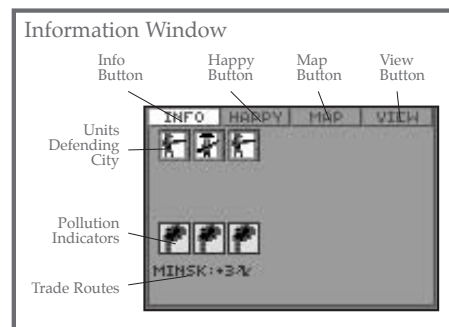 Information Window
Info
Button
Happy
Button
Map
Button
View
Button
INFO
HAPPY
MAP
VIEW
Units
Defending
City
Pollution
Indicators
MINSK:+3
Trade Routes